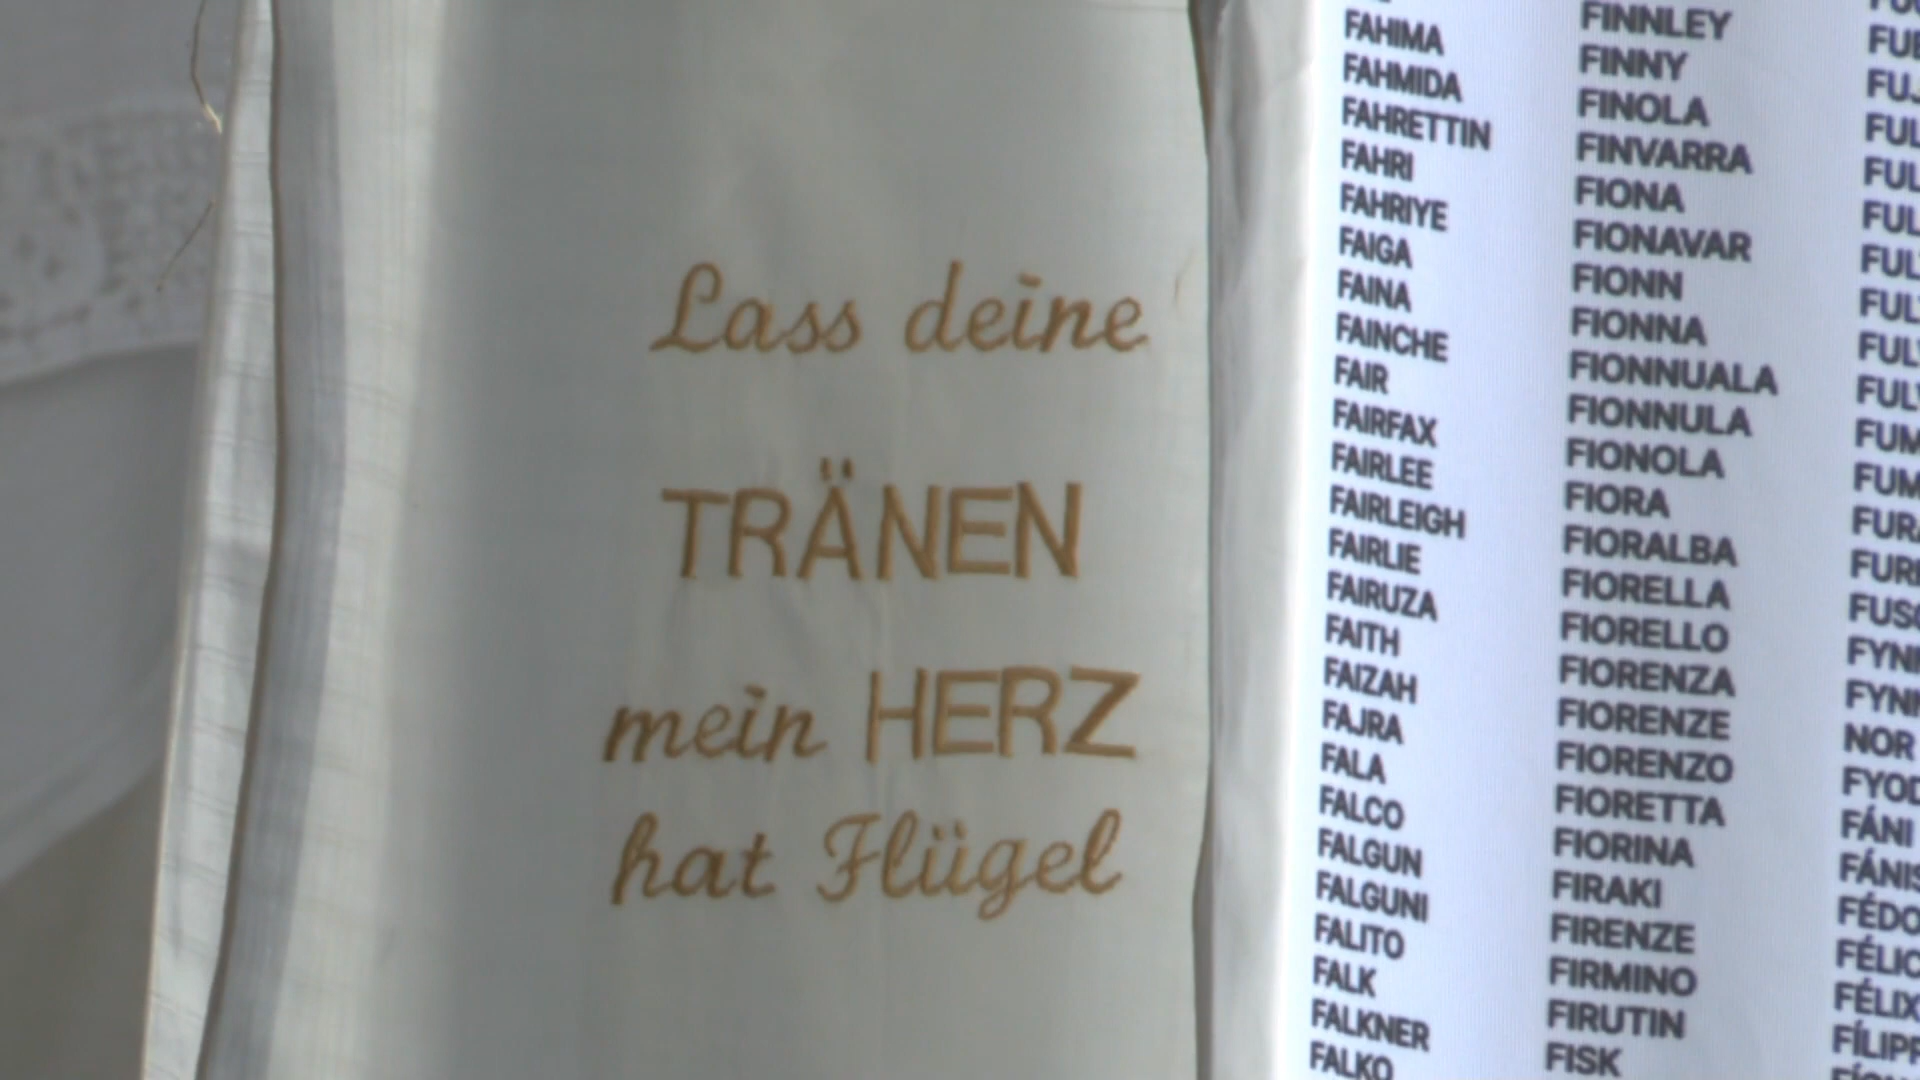 Lass deine
TRÄNEN
mein HERZ
hat Flügel
FAHIMA
FAHMIDA
FAHRETTIN
FAHRI
FAHRIYE
FAIGA
FAINA
FAINCHE
FAIR
FAIRFAX
FAIRLEE
FAIRLEIGH
FAIRLIE
FAIRUZA
FAITH
FAIZAH
FAJRA
FALA
FALCO
FALGUN
FALGUNI
FALITO
FALK
FALKNER
FALKO
FINNLEY
FINNY
FINOLA
FINVARRA
FIONA
FIONAVAR
FIONN
FIONNA
FIONNUALA
FIONNULA
FIONOLA
FIORA
FIORALBA
FIORELLA
FIORELLO
FIORENZA
FIORENZE
FIORENZO
FIORETTA
FIORINA
FIRAKI
FIRENZE
FIRMINO
FIRUTIN
FISK
NOR
FÁNI